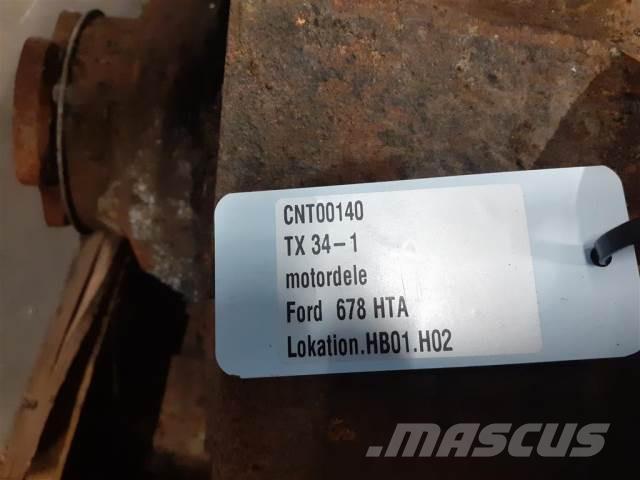 CNT00140
TX 34-1
motordele
Ford 678 HTA
Lokation.HB01.H02
MASCUS